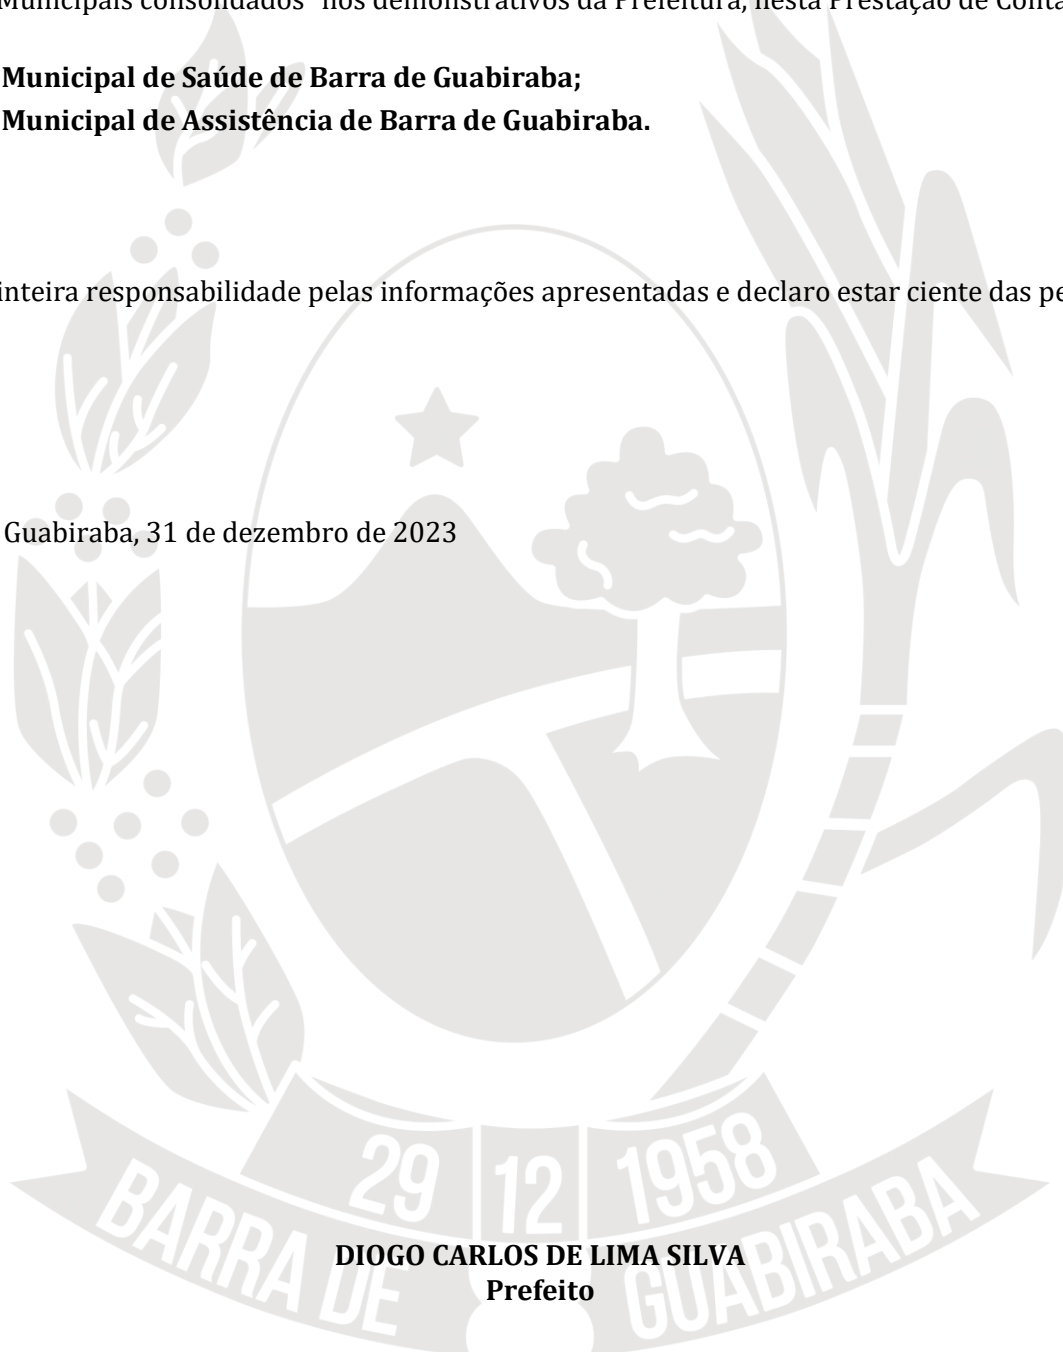 Municipais consolidados" nos demonstrativos da Prefeitura, nesta Prestação de Conta
Municipal de Saúde de Barra de Guabiraba;
Municipal de Assistência de Barra de Guabiraba.
inteira responsabilidade pelas informações apresentadas e declaro estar ciente das pe
Guabiraba, 31 de dezembro de 2023
29 12 1958
BARRA DE GUABIRABA
DIOGO CARLOS DE LIMA SILVA
Prefeito